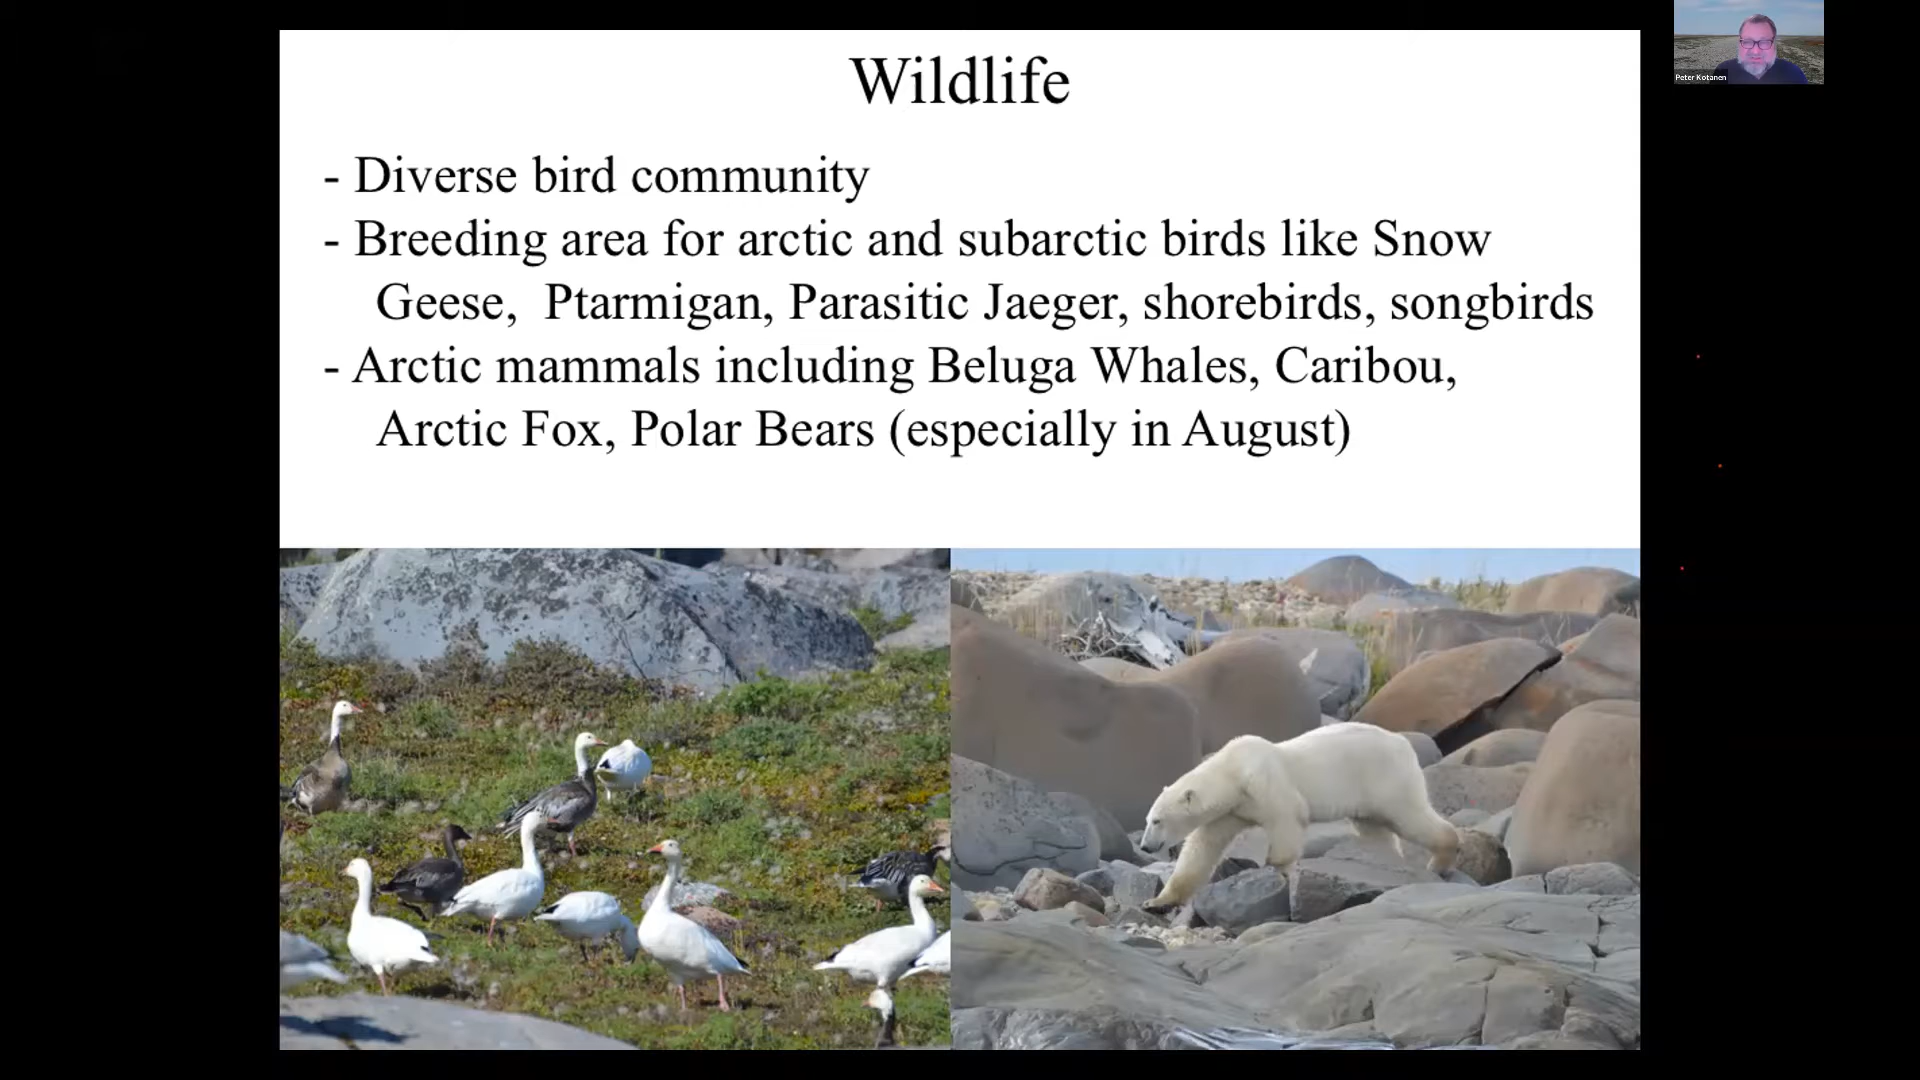 Wildlife
- Diverse bird community
- Breeding area for arctic and subarctic birds like Snow
Geese,  Ptarmigan, Parasitic Jaeger, shorebirds, songbirds
- Arctic mammals including Beluga Whales, Caribou,
Arctic Fox, Polar Bears (especially in August)
Peter Kotanen